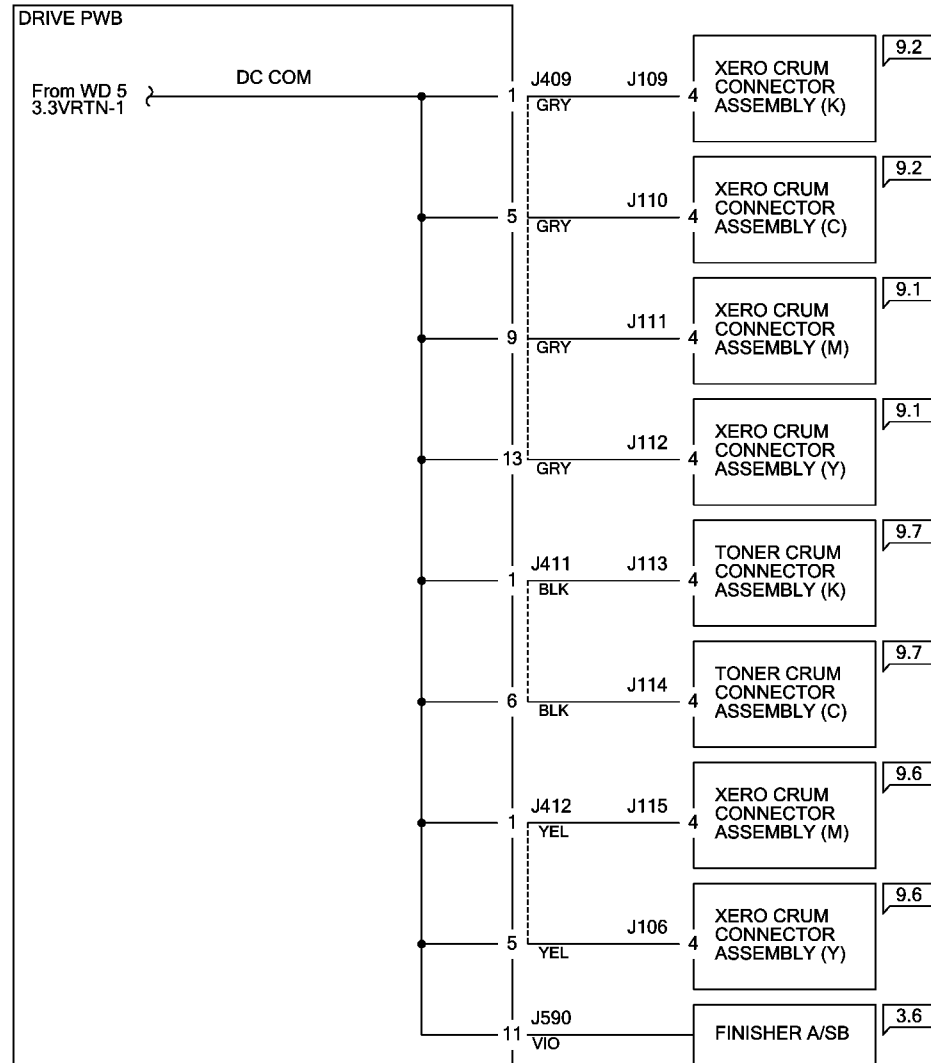 DRIVE PWB
From WD 5
3.3VRTN-1
DC COM
1
J409
GRY
J109
4
XERO CRUM
CONNECTOR
ASSEMBLY (K)
9.2
5
GRY
J110
4
XERO CRUM
CONNECTOR
ASSEMBLY (C)
9.2
9
GRY
J111
4
XERO CRUM
CONNECTOR
ASSEMBLY (M)
9.1
13
GRY
J112
4
XERO CRUM
CONNECTOR
ASSEMBLY (Y)
9.1
1
J411
BLK
J113
4
TONER CRUM
CONNECTOR
ASSEMBLY (K)
9.7
6
BLK
J114
4
TONER CRUM
CONNECTOR
ASSEMBLY (C)
9.7
1
J412
YEL
J115
4
XERO CRUM
CONNECTOR
ASSEMBLY (M)
9.6
5
YEL
J106
4
XERO CRUM
CONNECTOR
ASSEMBLY (Y)
9.6
11
J590
VIO
FINISHER A/SB
3.6